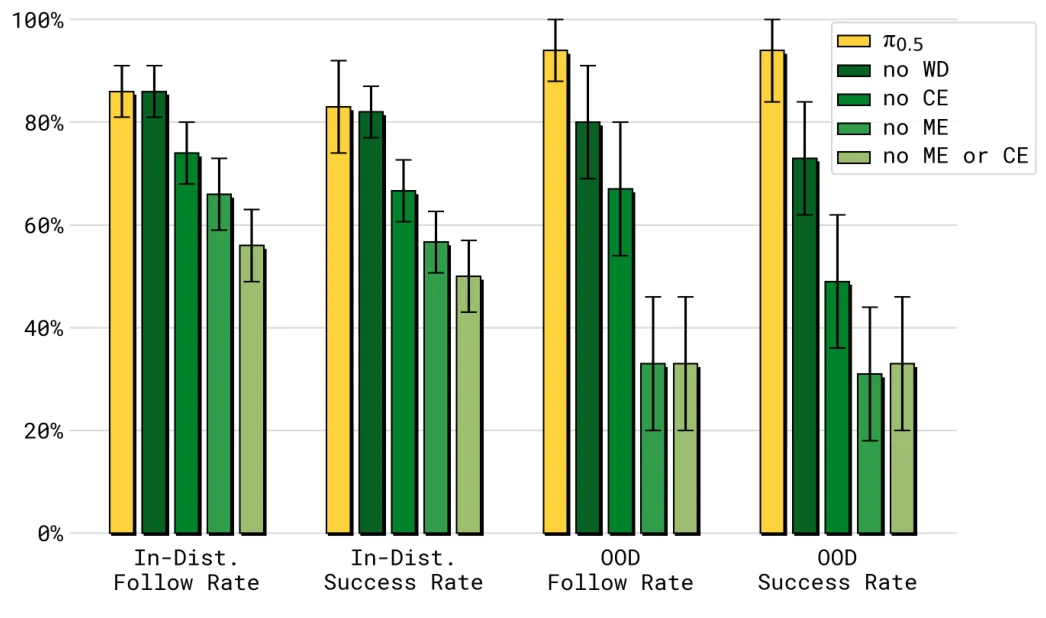 100%
80%
60%
40%
20%
0%
π0.5
no WD
no CE
no ME
no ME or CE
In-Dist.
Follow Rate
In-Dist.
Success Rate
OOD
Follow Rate
OOD
Success Rate